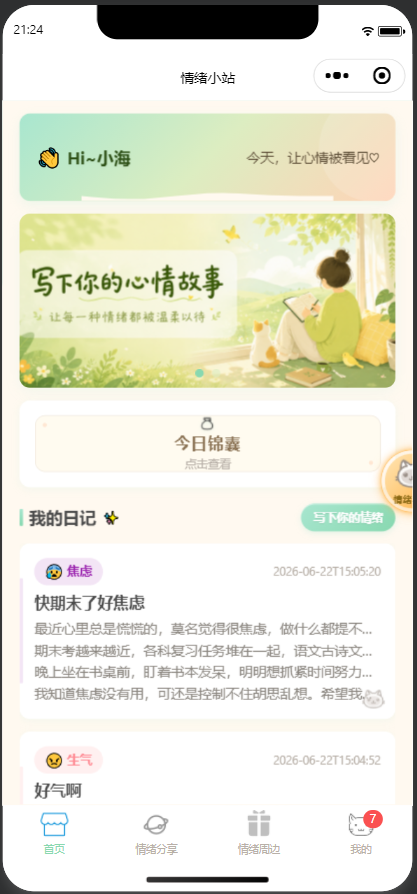 21:24
情绪小站
Hi~小海
今天，让心情被看见♡
写下你的心情故事
让每一种情绪都被温柔以待
今日锦囊
点击查看
情绪
我的日记
写下你的情绪
焦虑
2026-06-22T15:05:20
快期末了好焦虑
最近心里总是慌慌的，莫名觉得很焦虑，做什么都提不...
期末考越来越近，各科复习任务堆在一起，语文古诗文...
晚上坐在书桌前，盯着书本发呆，明明想抓紧时间努力...
我知道焦虑没有用，可还是控制不住胡思乱想。希望我...
生气
2026-06-22T15:04:52
好气啊
首页
情绪分享
情绪周边
7
我的